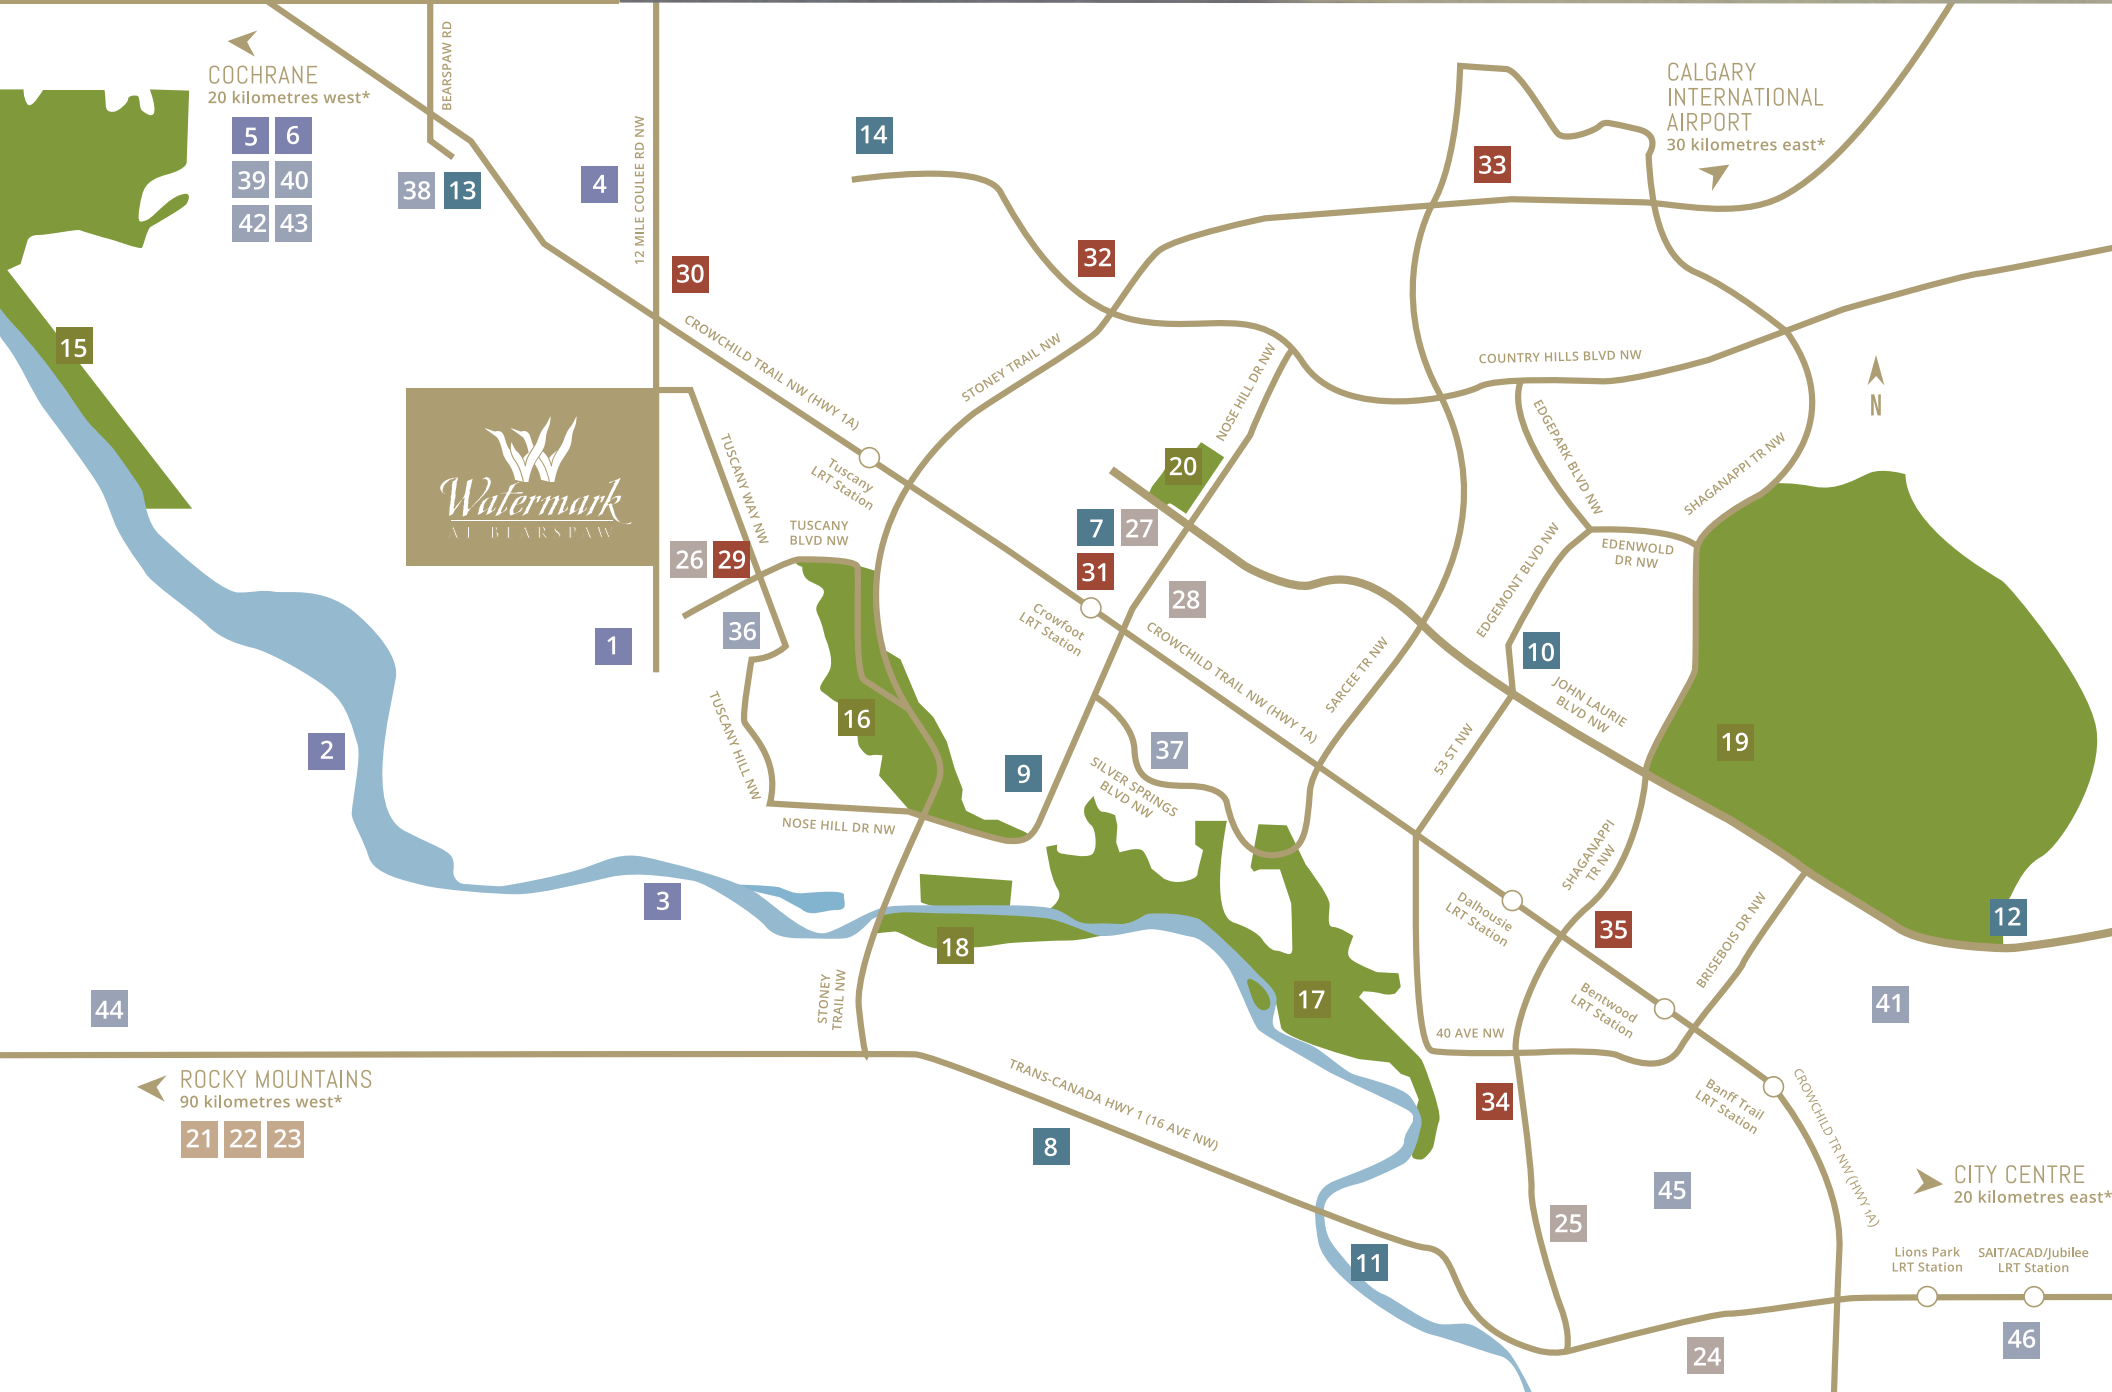 COCHRANE
20 kilometres west*
5 6
39 40
42 43
BEARSPAW RD
38 13
4
12 MILE COULEE RD NW
14
CALGARY
INTERNATIONAL
AIRPORT
30 kilometres east*
33
32
30
15
CROWCHILD TRAIL NW (HWY 1A)
STONEY TRAIL NW
NOSE HILL DR NW
COUNTRY HILLS BLVD NW
N
Watermark
AT BEARSPAW
TUSCANY WAY NW
Tuscany
LRT Station
20
EDGEPARK BLVD NW
SHAGANAPPI TR NW
TUSCANY
BLVD NW
7 27
31
26 29
EDENWOLD
DR NW
EDGEMONT BLVD NW
28
36
1
Crowfoot
LRT Station
CROWCHILD TRAIL NW (HWY 1A)
SARCEE TR NW
10
JOHN LAURIE
BLVD NW
16
TUSCANY HILL NW
2
9
37
SILVER SPRINGS
BLVD NW
53 ST NW
19
NOSE HILL DR NW
SHAGANAPPI
TR NW
3
18
Dalhousie
LRT Station
35
BRISEBOIS DR NW
12
44
STONEY
TRAIL NW
17
Bentwood
LRT Station
41
40 AVE NW
ROCKY MOUNTAINS
90 kilometres west*
21 22 23
TRANS-CANADA HWY 1 (16 AVE NW)
8
34
Banff Trail
LRT Station
CROWCHILD TR NW (HWY 1A)
CITY CENTRE
20 kilometres east*
45
25
11
Lions Park
LRT Station
SAIT/ACAD/Jubilee
LRT Station
24
46